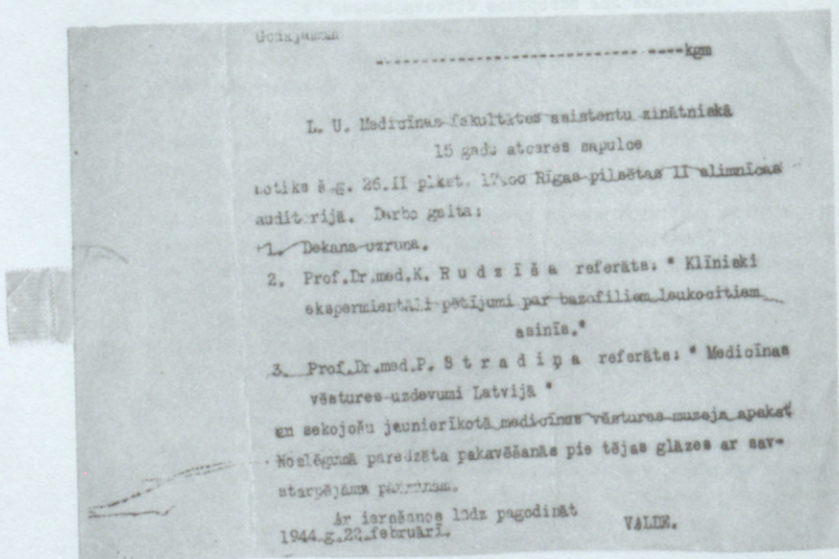 Godājamam
kgm
L. U. Medicīnas fakultātes asistentu zinātniskā
15 gadu atceres sapulce
notiks š.g. 26.II plkst. 17.oo Rīgas pilsētas II slimnīcas
auditorijā. Darba gaita:
1. Dekana uzruna.
2. Prof.Dr.med.K. R u d z ī š a referāts: " Klīniski
eksperimentāli pētījumi par bazofiliem leukocitiem
asinīs."
3. Prof.Dr.med.P. S t r a d i ņ a referāts: " Medicīnas
vēstures uzdevumi Latvijā "
un sekojošu jaunierīkotā medicīnas vēstures muzeja apskat
Noslēgumā paredzēta pakavēšanās pie tējas glāzes ar sav-
starpējām
Ar ierašanos lūdz pagodināt
1944.g.22.februārī. VALDE.